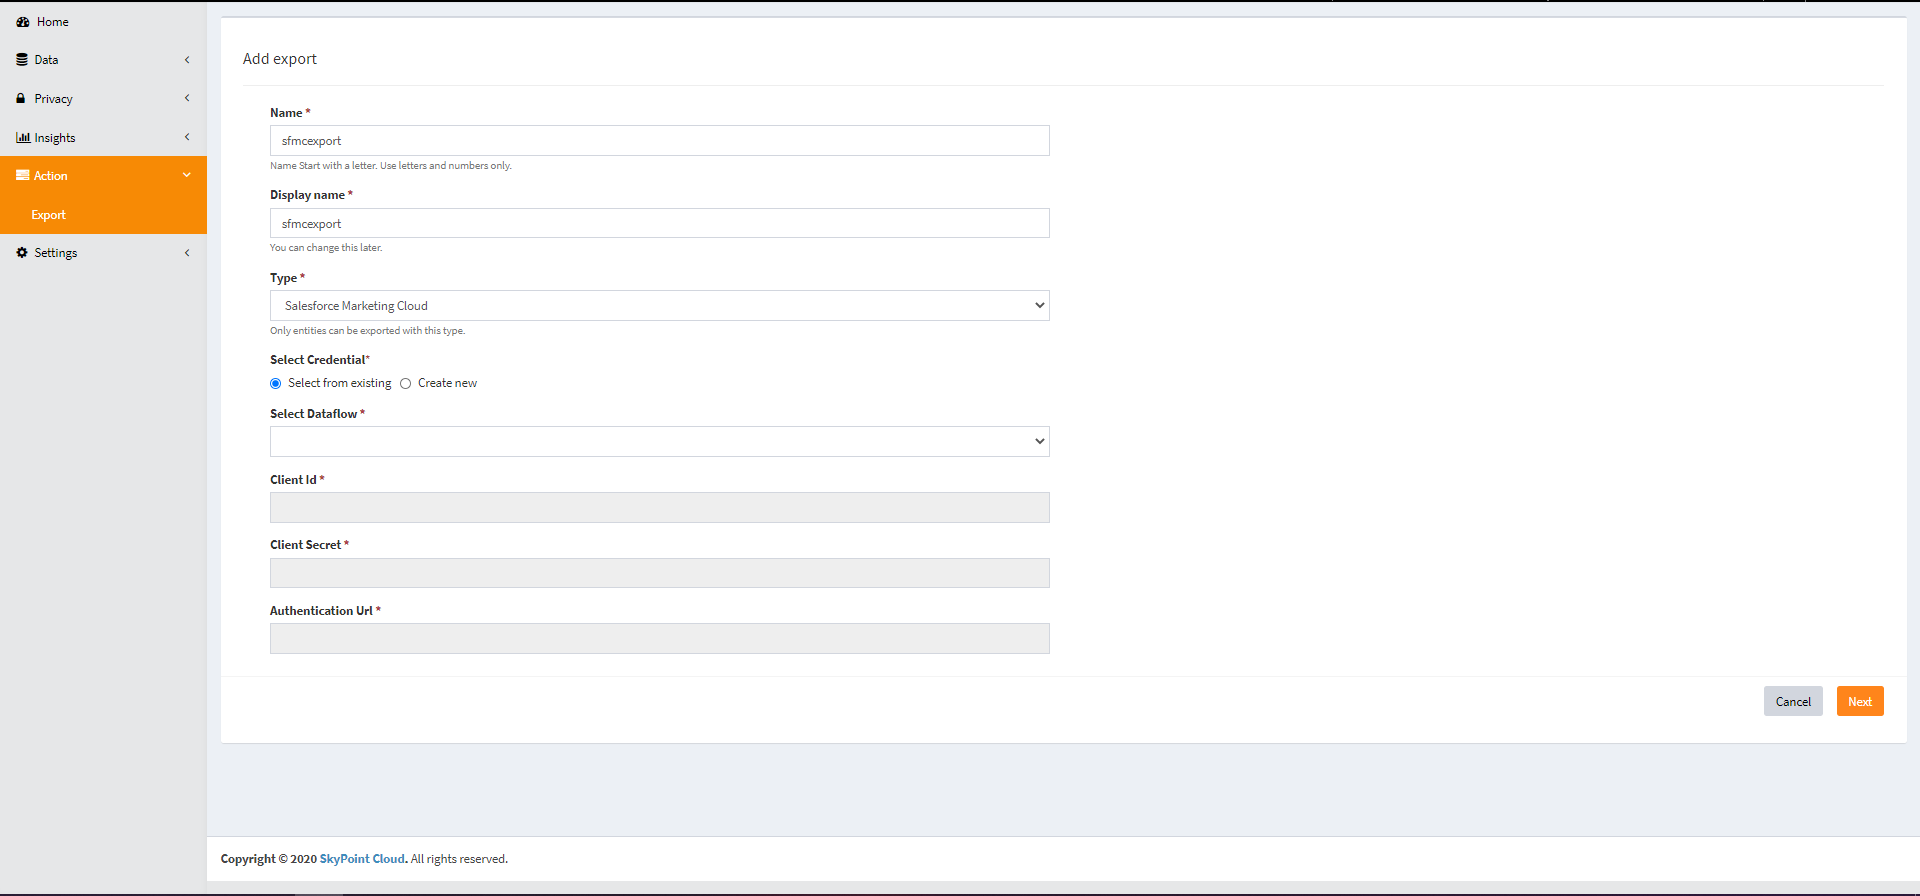 Home
Data
Privacy
Insights
Action
Export
Settings
Add export
Name *
sfmcexport
Name Start with a letter. Use letters and numbers only.
Display name *
sfmcexport
You can change this later.
Type *
Salesforce Marketing Cloud
Only entities can be exported with this type.
Select Credential*
Select from existing Create new
Select Dataflow *
Client Id *
Client Secret *
Authentication Url *
Cancel Next
Copyright © 2020 SkyPoint Cloud. All rights reserved.